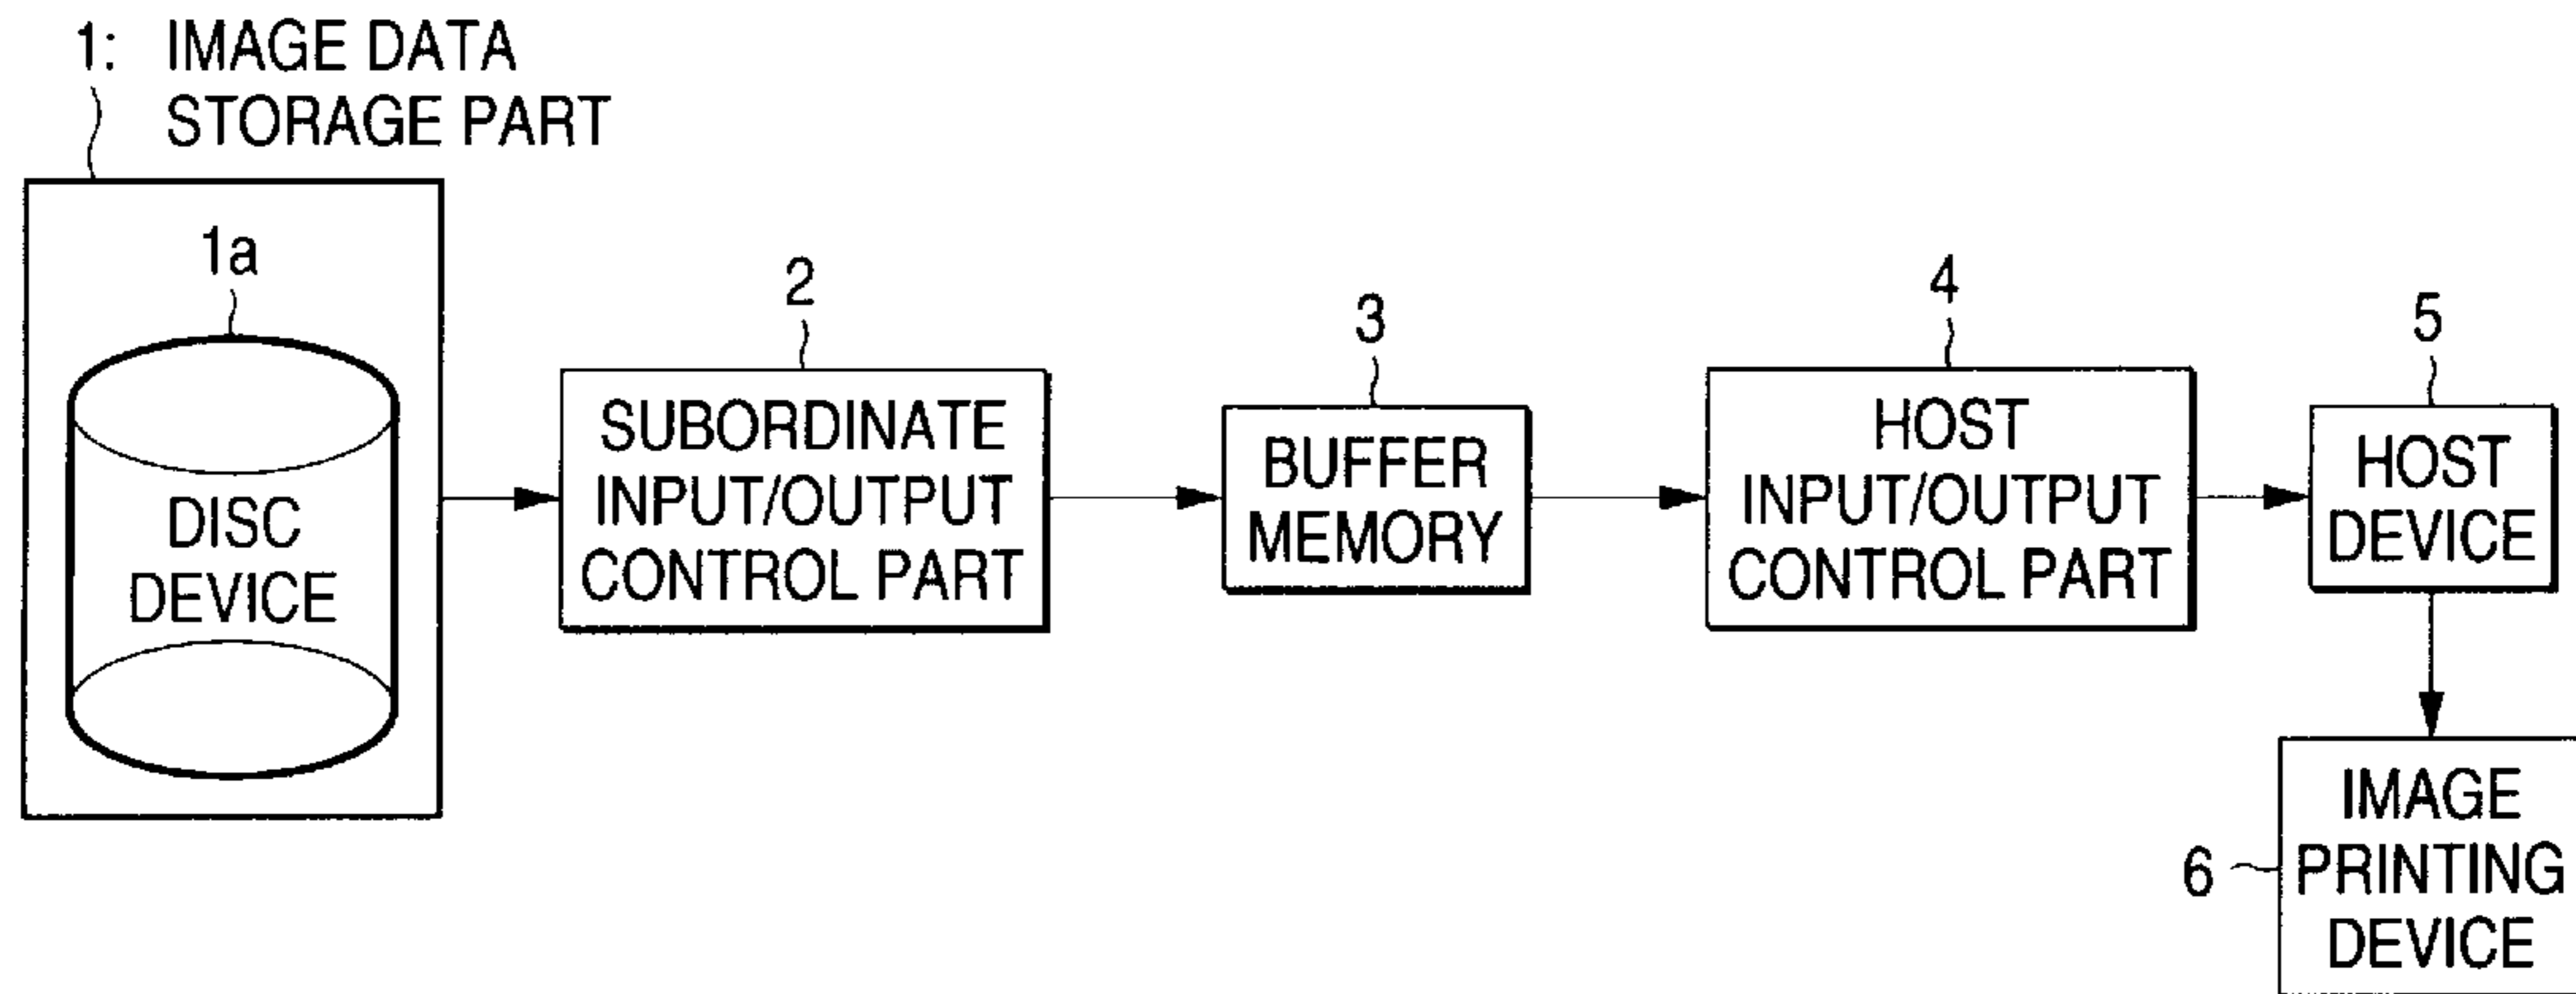 1: IMAGE DATA
STORAGE PART
1a
DISC
DEVICE
2
SUBORDINATE
INPUT/OUTPUT
CONTROL PART
3
BUFFER
MEMORY
4
HOST
INPUT/OUTPUT
CONTROL PART
5
HOST
DEVICE
6
IMAGE
PRINTING
DEVICE